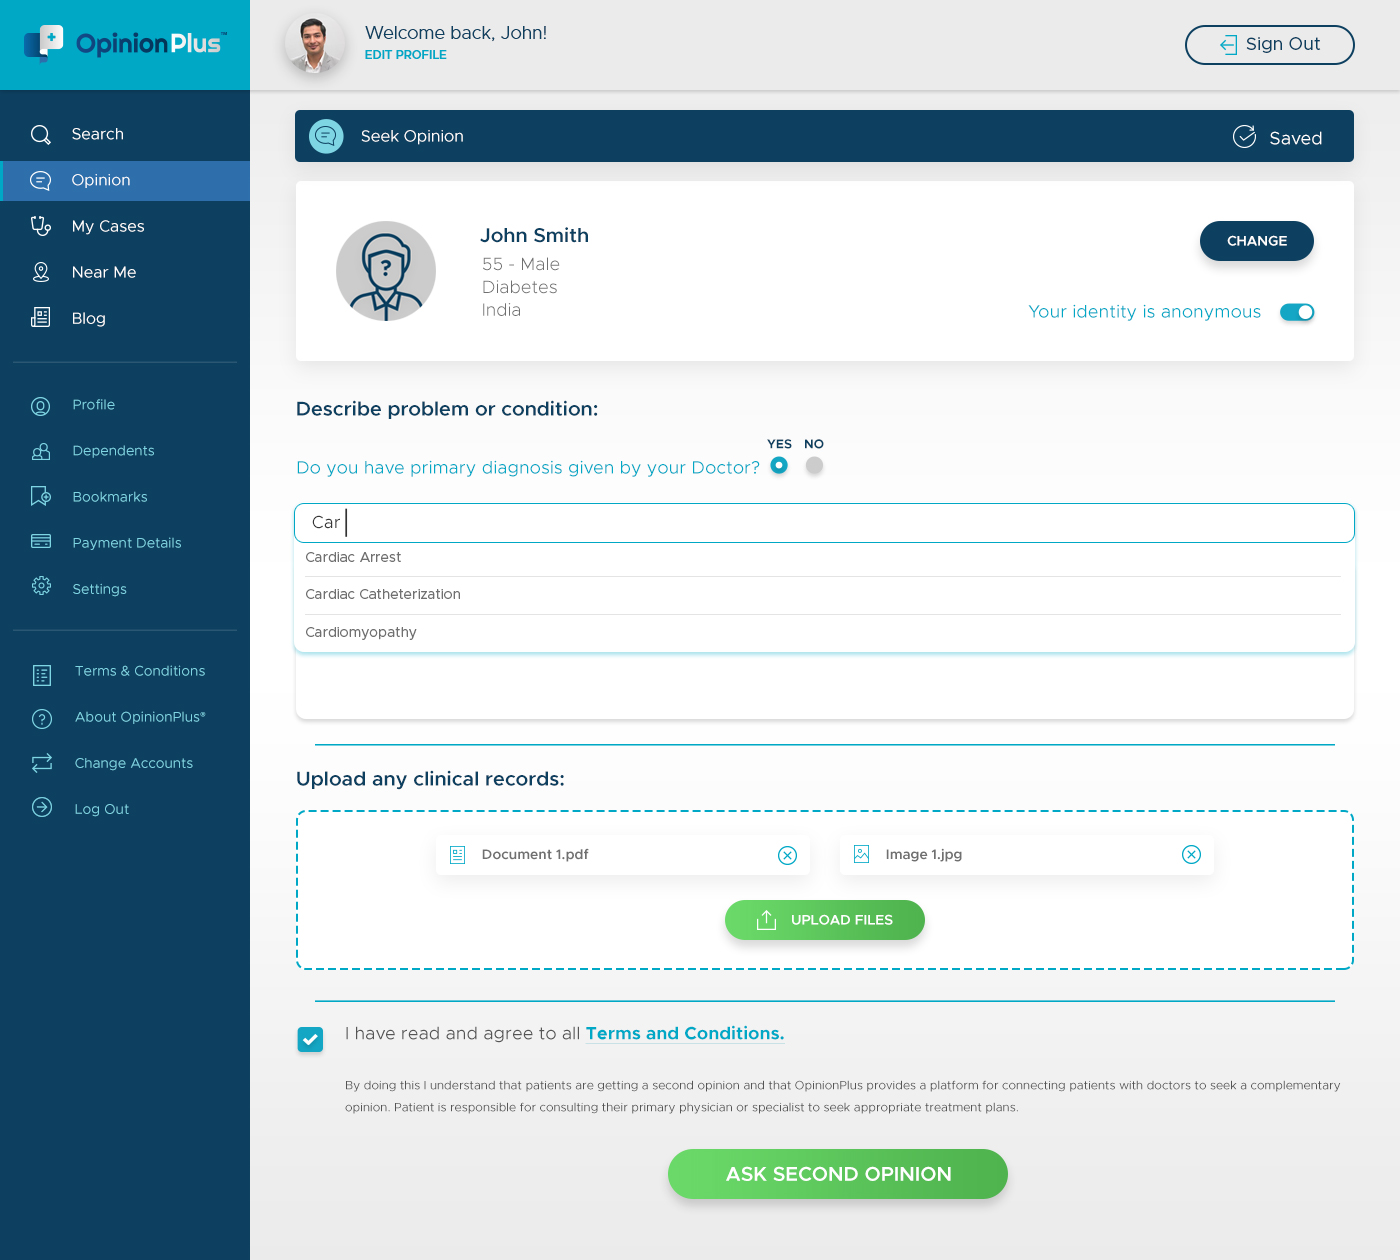 OpinionPlus™
Welcome back, John!
EDIT PROFILE
Sign Out
Search
Opinion
My Cases
Near Me
Blog
Profile
Dependents
Bookmarks
Payment Details
Settings
Terms & Conditions
About OpinionPlus®
Change Accounts
Log Out
Seek Opinion
Saved
John Smith
55 - Male
Diabetes
India
CHANGE
Your identity is anonymous
Describe problem or condition:
YES NO
Do you have primary diagnosis given by your Doctor?
Car
Cardiac Arrest
Cardiac Catheterization
Cardiomyopathy
Upload any clinical records:
Document 1.pdf
Image 1.jpg
UPLOAD FILES
I have read and agree to all Terms and Conditions.
By doing this I understand that patients are getting a second opinion and that OpinionPlus provides a platform for connecting patients with doctors to seek a complementary
opinion. Patient is responsible for consulting their primary physician or specialist to seek appropriate treatment plans.
ASK SECOND OPINION